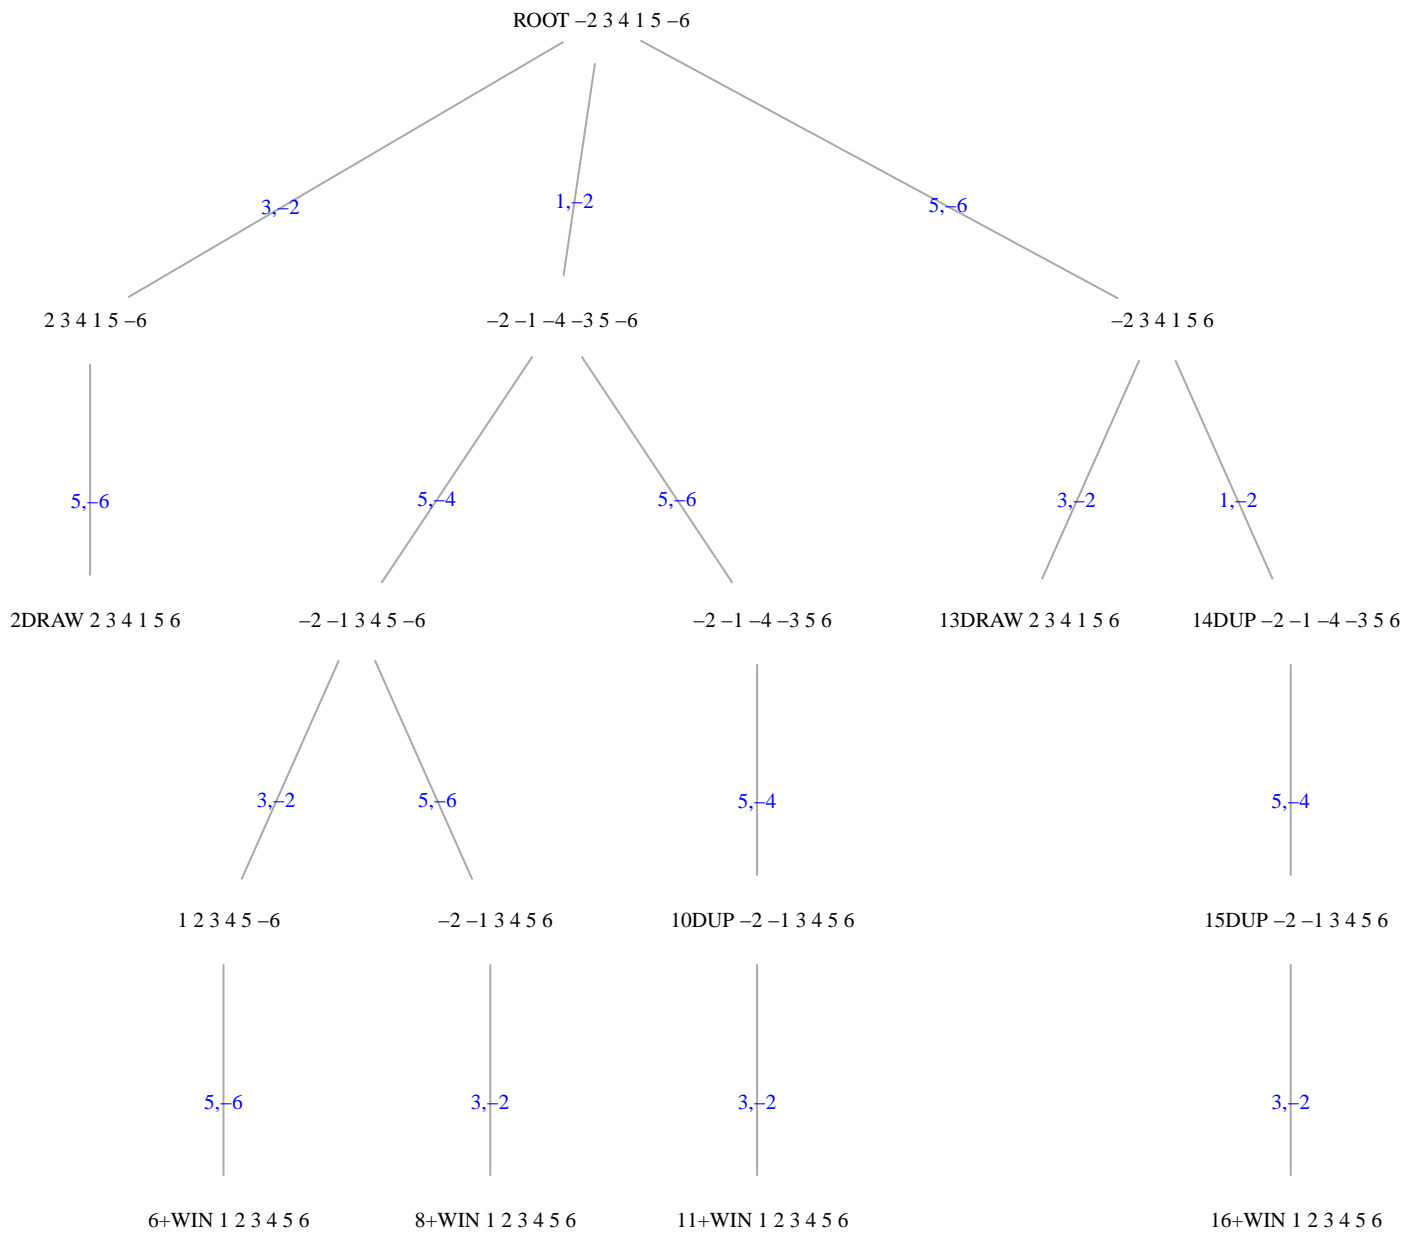 ROOT −2 3 4 1 5 −6
3,−2
1,−2
5,−6
2 3 4 1 5 −6
−2 −1 −4 −3 5 −6
−2 3 4 1 5 6
5,−6
5,−4
5,−6
3,−2
1,−2
2DRAW 2 3 4 1 5 6
−2 −1 3 4 5 −6
−2 −1 −4 −3 5 6
13DRAW 2 3 4 1 5 6
14DUP −2 −1 −4 −3 5 6
3,−2
5,−6
5,−4
5,−4
1 2 3 4 5 −6
−2 −1 3 4 5 6
10DUP −2 −1 3 4 5 6
15DUP −2 −1 3 4 5 6
5,−6
3,−2
3,−2
3,−2
6+WIN 1 2 3 4 5 6
8+WIN 1 2 3 4 5 6
11+WIN 1 2 3 4 5 6
16+WIN 1 2 3 4 5 6